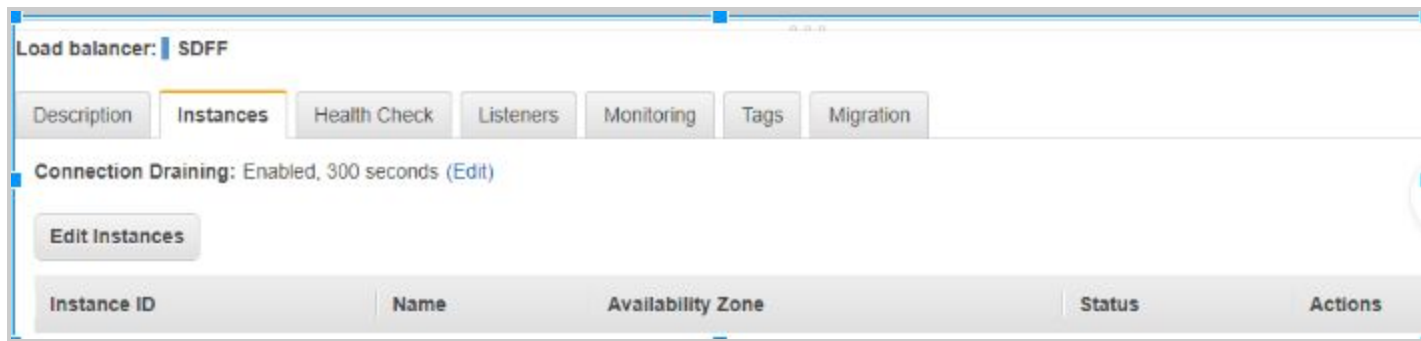 Load balancer: SDFF
Description Instances Health Check Listeners Monitoring Tags Migration
Connection Draining: Enabled, 300 seconds (Edit)
Edit Instances
Instance ID Name Availability Zone Status Actions